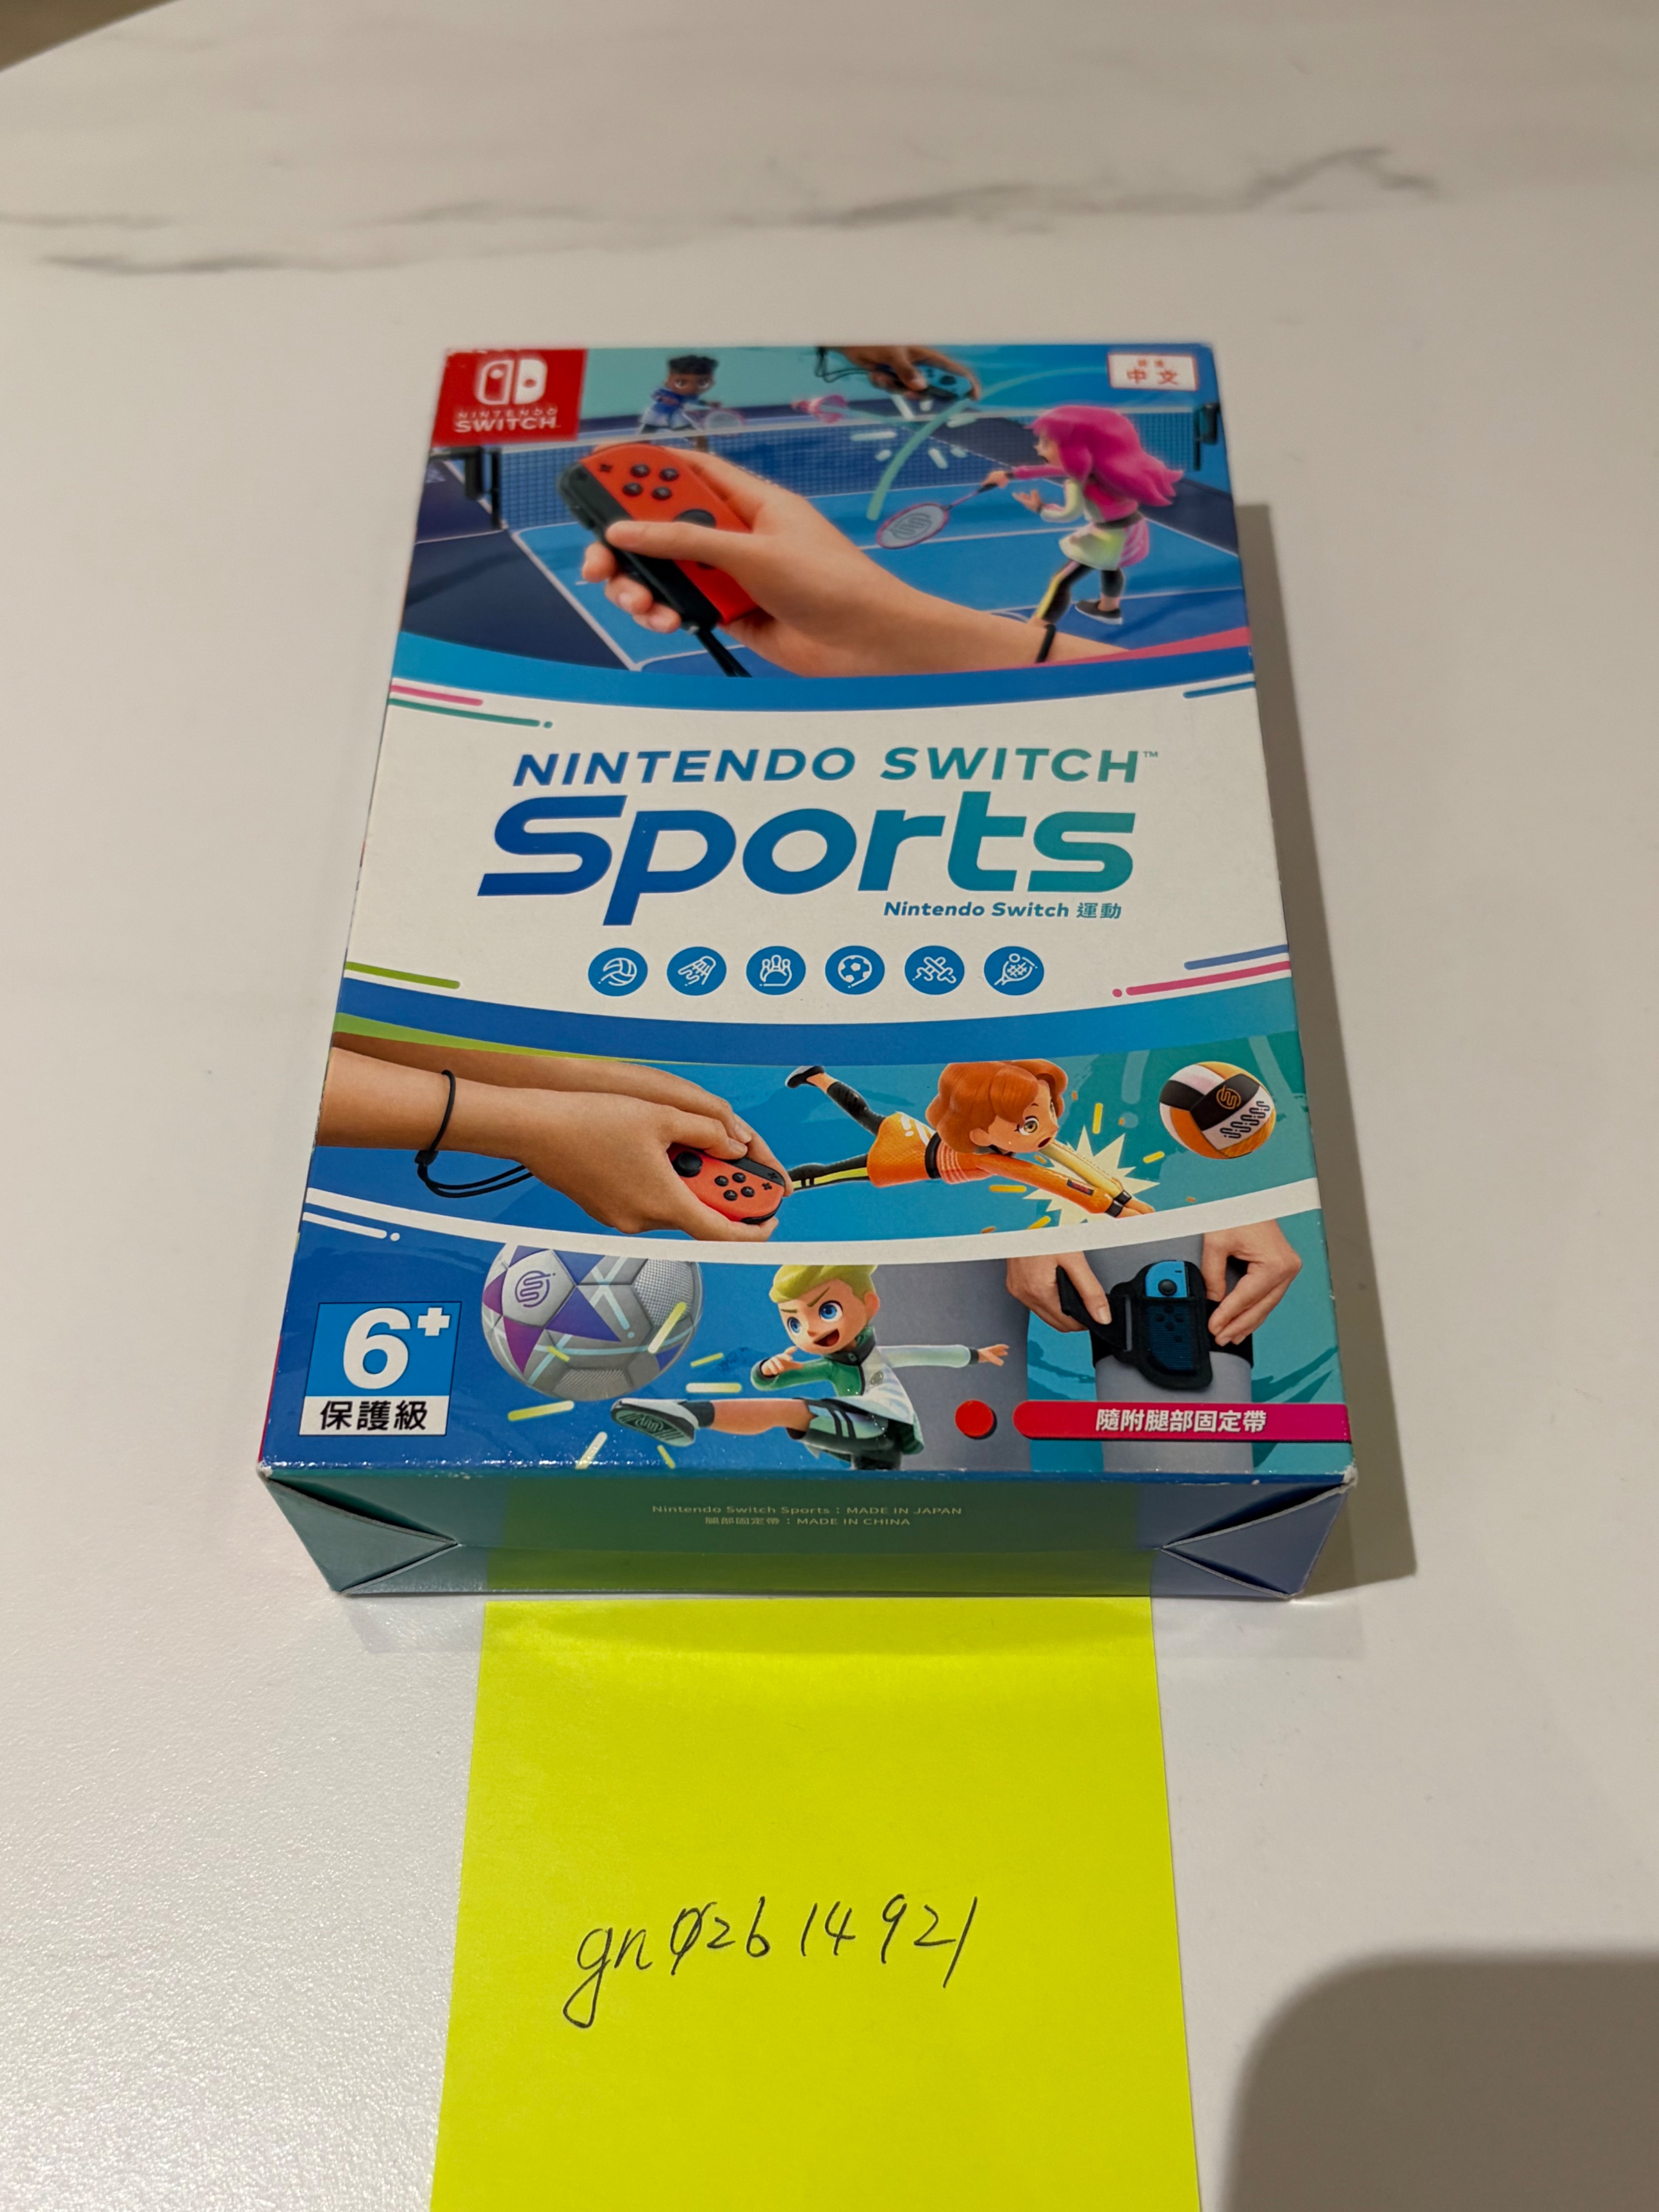 NINTENDO
SWITCH
中文
NINTENDO SWITCH™
Sports
Nintendo Switch 運動
6+
保護級
隨附腿部固定帶
Nintendo Switch Sports：MADE IN JAPAN
腿部固定帶：MADE IN CHINA
gn02614921